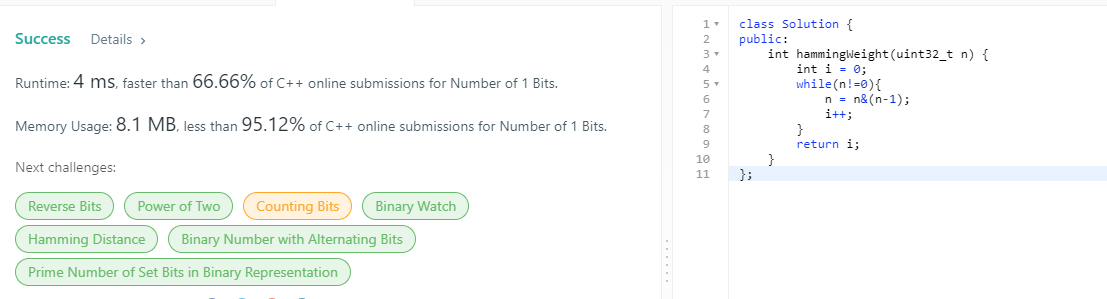 Success Details >
Runtime: 4 ms, faster than 66.66% of C++ online submissions for Number of 1 Bits.
Memory Usage: 8.1 MB, less than 95.12% of C++ online submissions for Number of 1 Bits.
Next challenges:
Reverse Bits Power of Two Counting Bits Binary Watch
Hamming Distance Binary Number with Alternating Bits
Prime Number of Set Bits in Binary Representation
1 class Solution {
2 public:
3 int hammingWeight(uint32_t n) {
4 int i = 0;
5 while(n!=0){
6 n = n&(n-1);
7 i++;
8 }
9 return i;
10 }
11 };